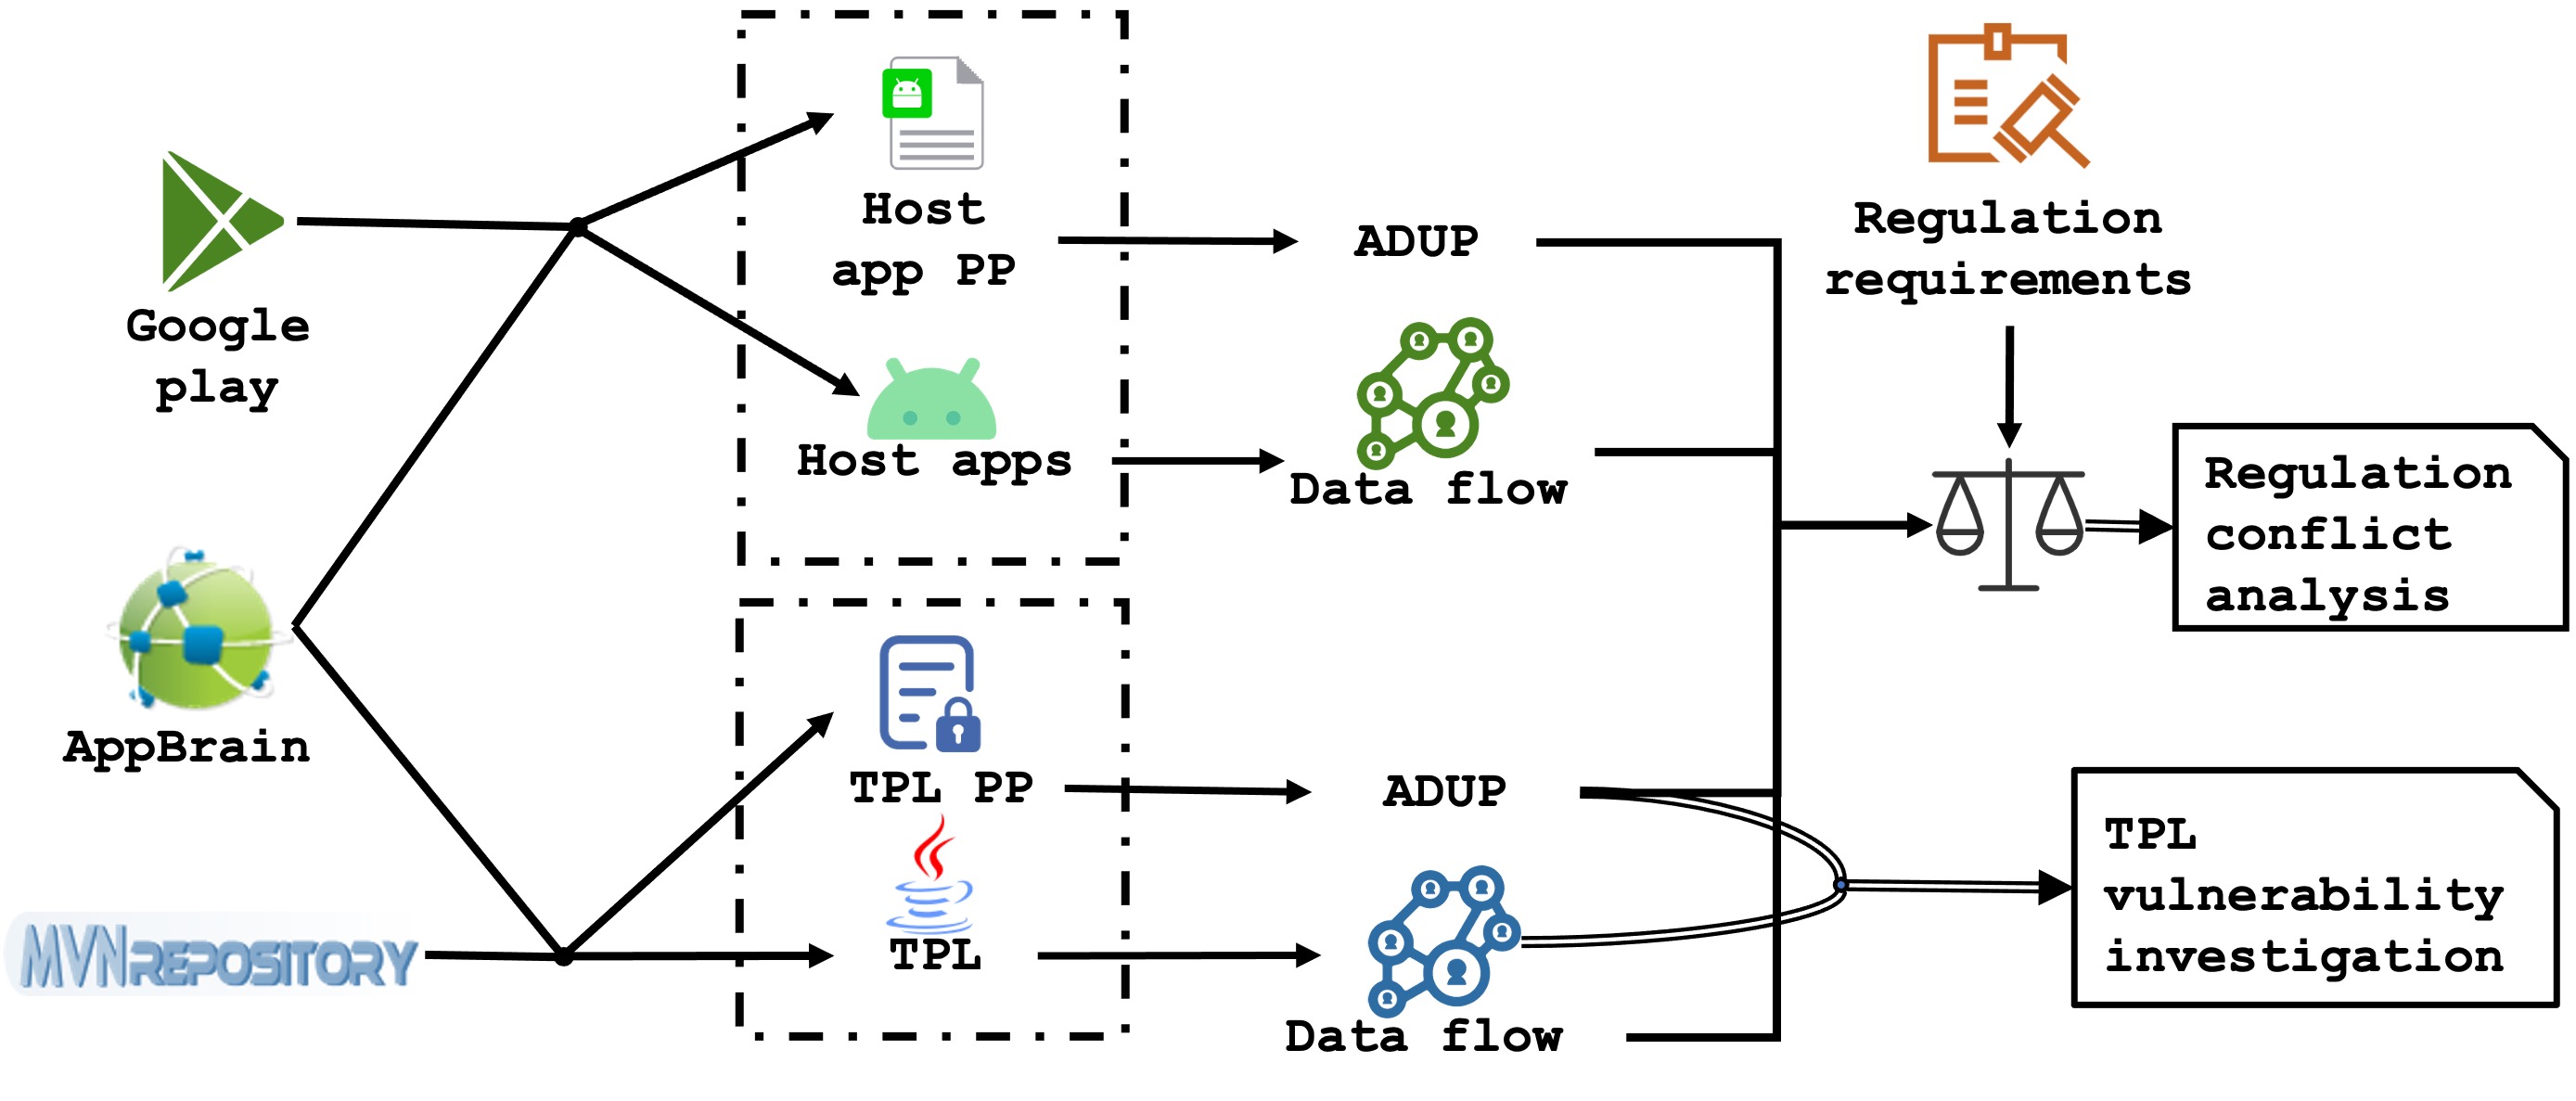 Google
play
AppBrain
MVNREPOSITORY
Host
app PP
Host apps
TPL PP
TPL
ADUP
Data flow
ADUP
Data flow
Regulation
requirements
Regulation
conflict
analysis
TPL
vulnerability
investigation